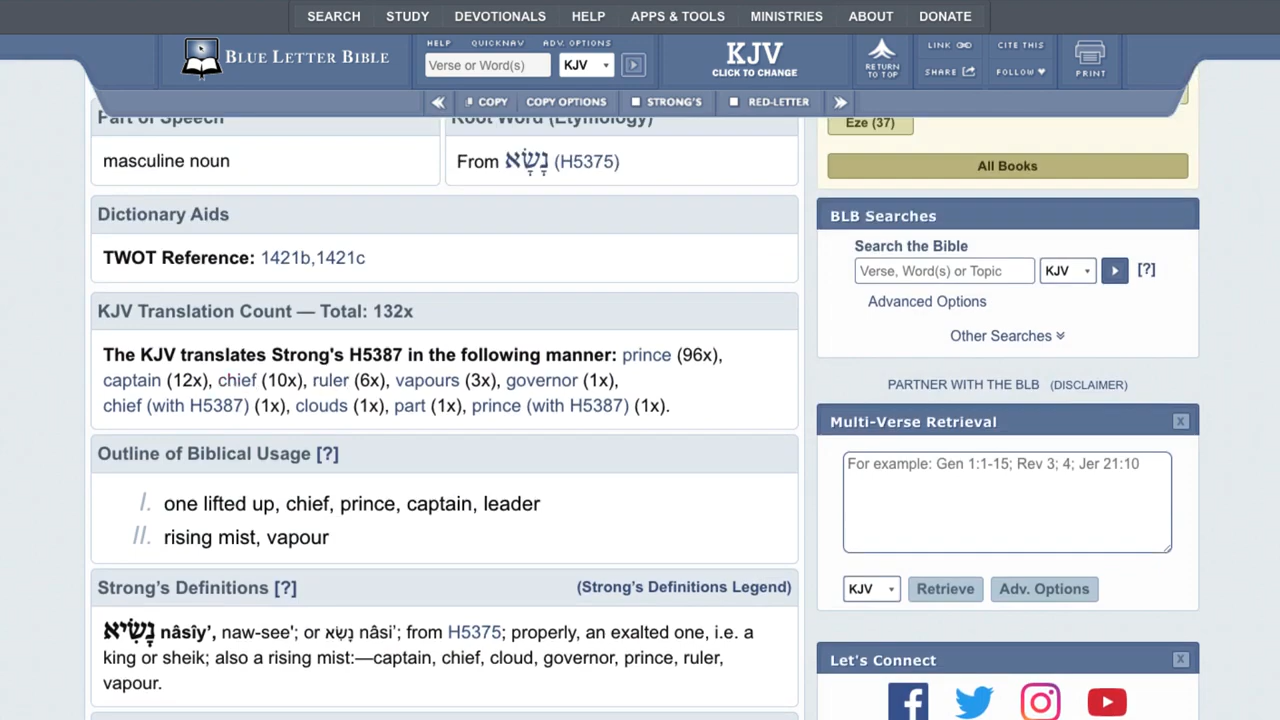 SEARCH STUDY DEVOTIONALS HELP APPS & TOOLS MINISTRIES ABOUT DONATE
BLUE LETTER BIBLE
HELP QUICKNAV ADV. OPTIONS
Verse or Word(s) KJV
KJV
CLICK TO CHANGE
RETURN TO TOP
LINK CITE THIS
SHARE FOLLOW
PRINT
COPY COPY OPTIONS STRONG'S RED-LETTER
Part of Speech
masculine noun
Root Word (Etymology)
From נָשָׂא (H5375)
Dictionary Aids
TWOT Reference: 1421b,1421c
KJV Translation Count — Total: 132x
The KJV translates Strong's H5387 in the following manner: prince (96x),
captain (12x), chief (10x), ruler (6x), vapours (3x), governor (1x),
chief (with H5387) (1x), clouds (1x), part (1x), prince (with H5387) (1x).
Outline of Biblical Usage [?]
I. one lifted up, chief, prince, captain, leader
II. rising mist, vapour
Strong's Definitions [?] (Strong's Definitions Legend)
נָשִׂיא nâsîyʼ, naw-see'; or נָשִׂא nâsiʼ; from H5375; properly, an exalted one, i.e. a
king or sheik; also a rising mist:—captain, chief, cloud, governor, prince, ruler,
vapour.
Eze (37)
All Books
BLB Searches
Search the Bible
Verse, Word(s) or Topic KJV [?]
Advanced Options
Other Searches
PARTNER WITH THE BLB (DISCLAIMER)
Multi-Verse Retrieval X
For example: Gen 1:1-15; Rev 3; 4; Jer 21:10
KJV Retrieve Adv. Options
Let's Connect X